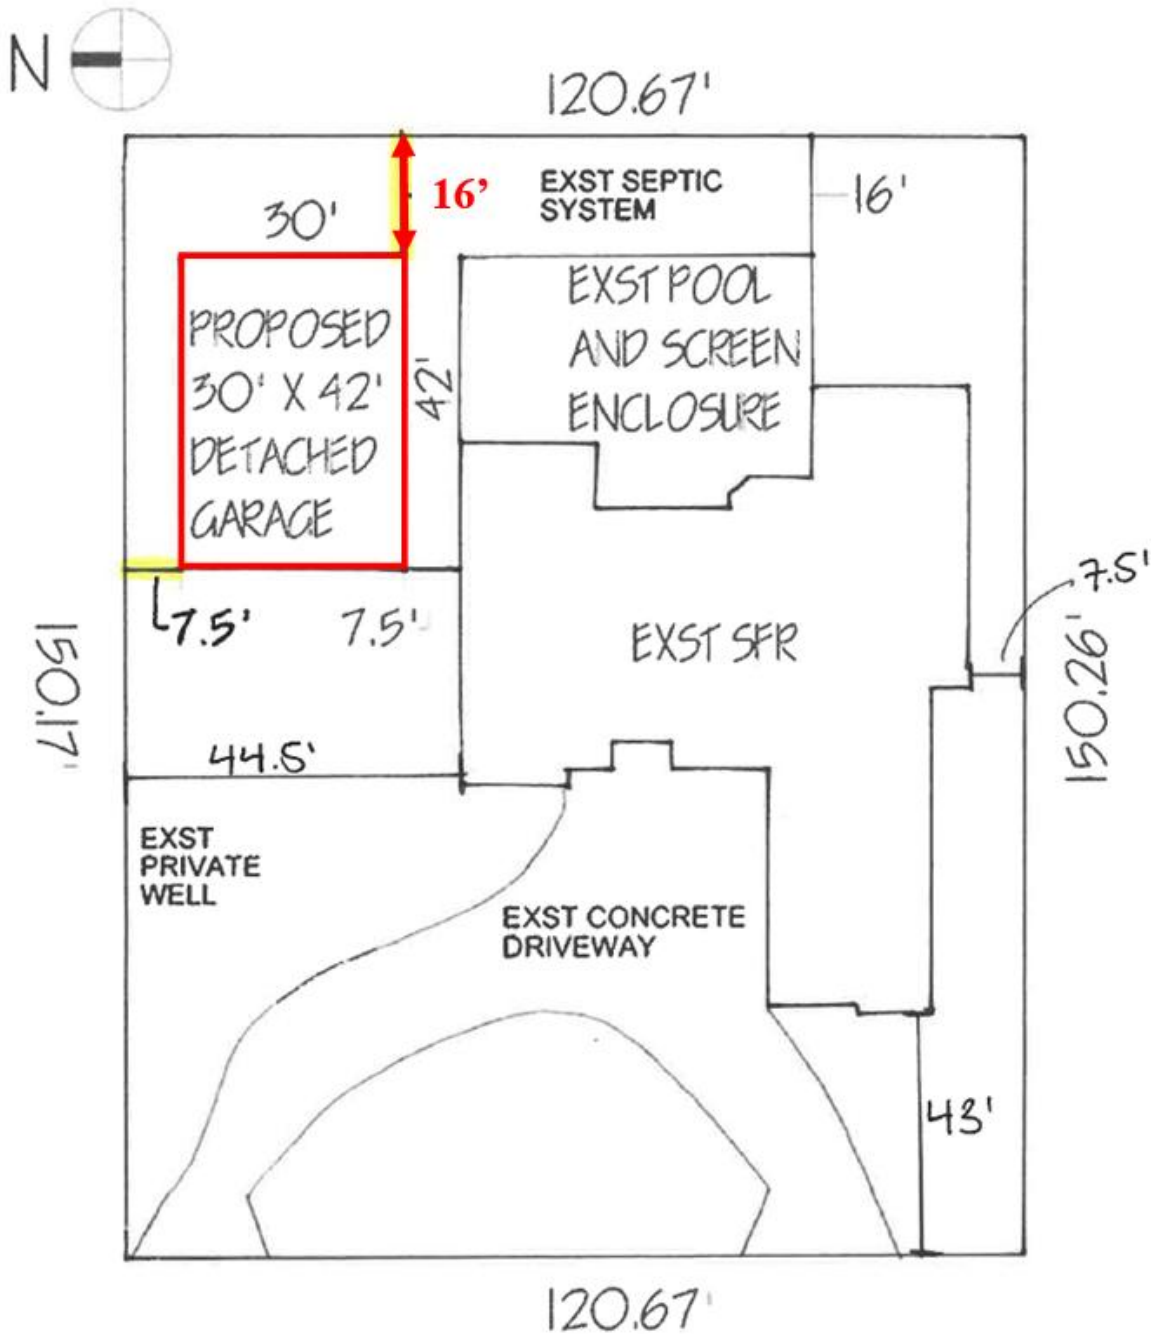 N
120.67'
16'
EXST SEPTIC
SYSTEM
16'
30'
PROPOSED
30' X 42'
DETACHED
GARAGE
42'
EXST POOL
AND SCREEN
ENCLOSURE
7.5'
7.5'
EXST SFR
7.5'
150.17'
150.26'
44.5'
EXST
PRIVATE
WELL
EXST CONCRETE
DRIVEWAY
43'
120.67'